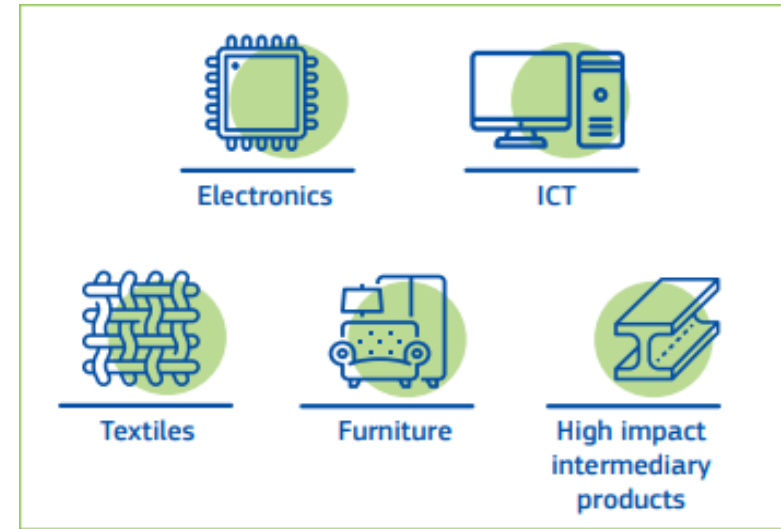 Electronics
ICT
Textiles
Furniture
High impact
intermediary
products